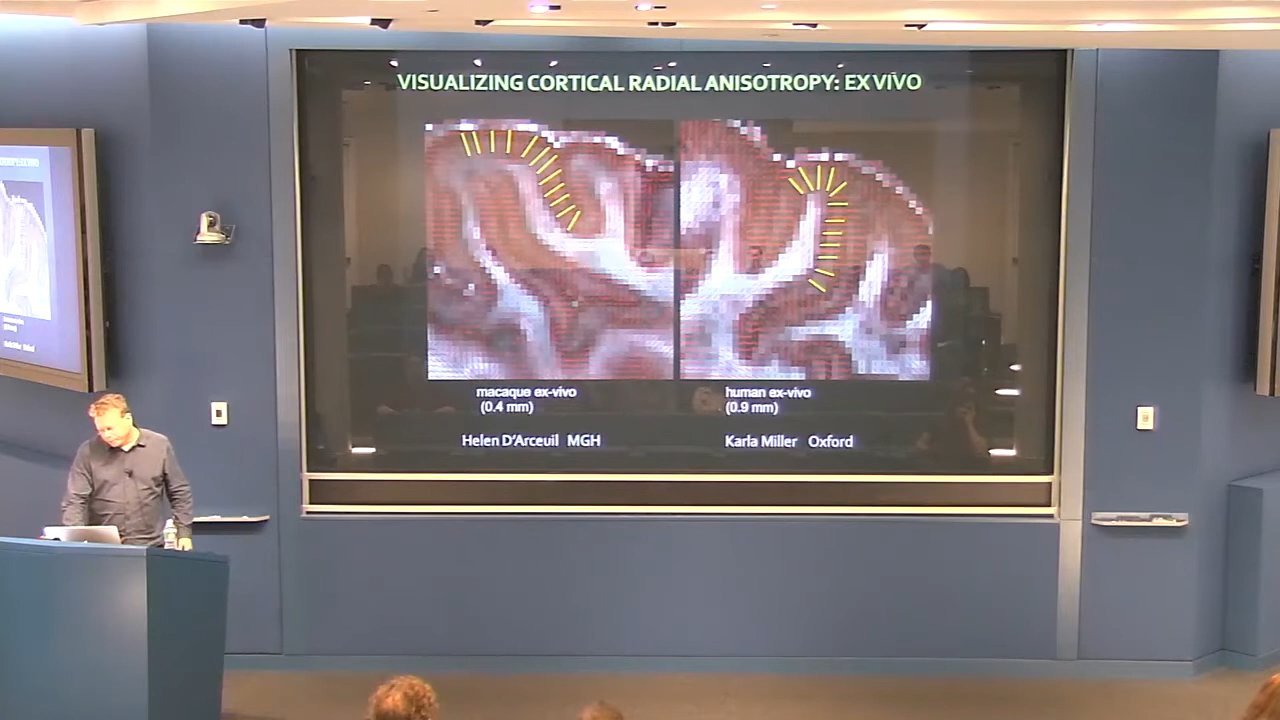 VISUALIZING CORTICAL RADIAL ANISOTROPY: EX VIVO
macaque ex-vivo
(0.4 mm)
human ex-vivo
(0.9 mm)
Helen D'Arceuil MGH
Karla Miller Oxford